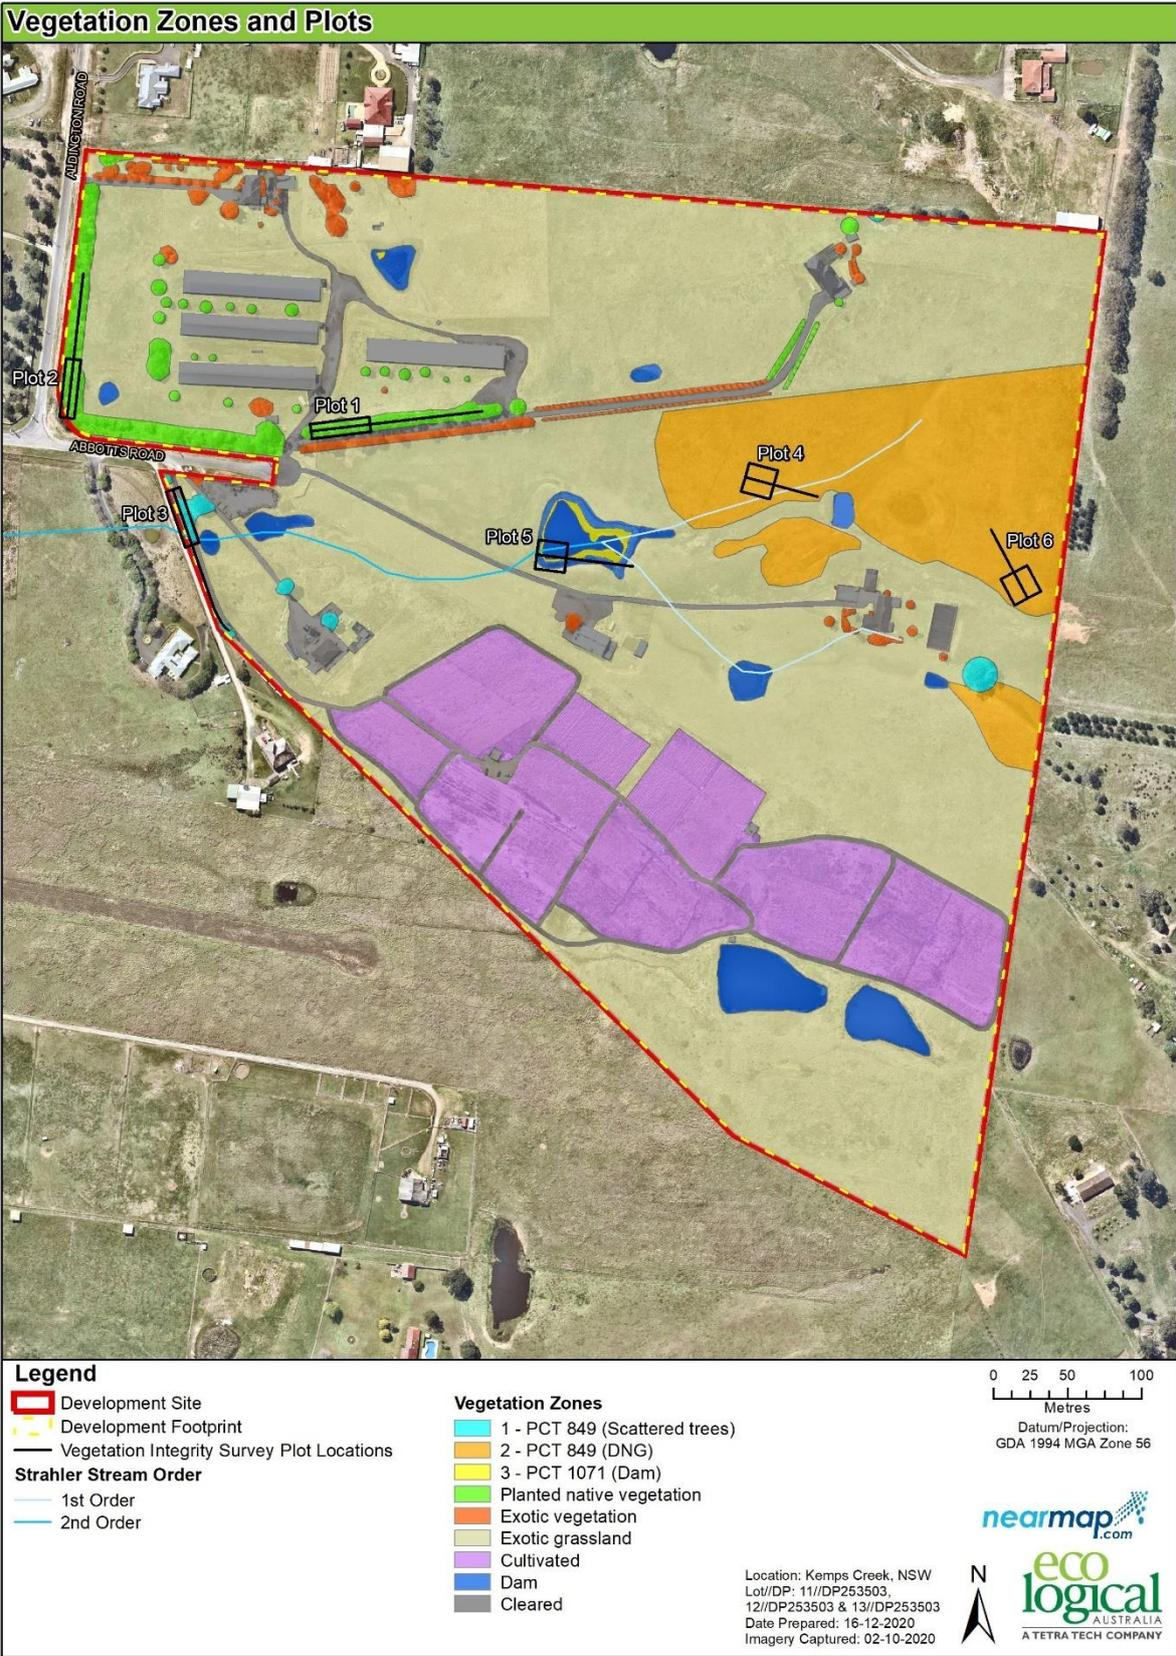 Vegetation Zones and Plots
ALDINGTON ROAD
Plot 2
Plot 1
ABBOTTS ROAD
Plot 4
Plot 3
Plot 5
Plot 6
Legend
Development Site
Development Footprint
Vegetation Integrity Survey Plot Locations
Strahler Stream Order
1st Order
2nd Order
Vegetation Zones
1 - PCT 849 (Scattered trees)
2 - PCT 849 (DNG)
3 - PCT 1071 (Dam)
Planted native vegetation
Exotic vegetation
Exotic grassland
Cultivated
Dam
Cleared
0 25 50 100
Metres
Datum/Projection:
GDA 1994 MGA Zone 56
nearmap
.com
Location: Kemps Creek, NSW
Lot//DP: 11//DP253503,
12//DP253503 & 13//DP253503
Date Prepared: 16-12-2020
Imagery Captured: 02-10-2020
N
eco
logical
AUSTRALIA
A TETRA TECH COMPANY